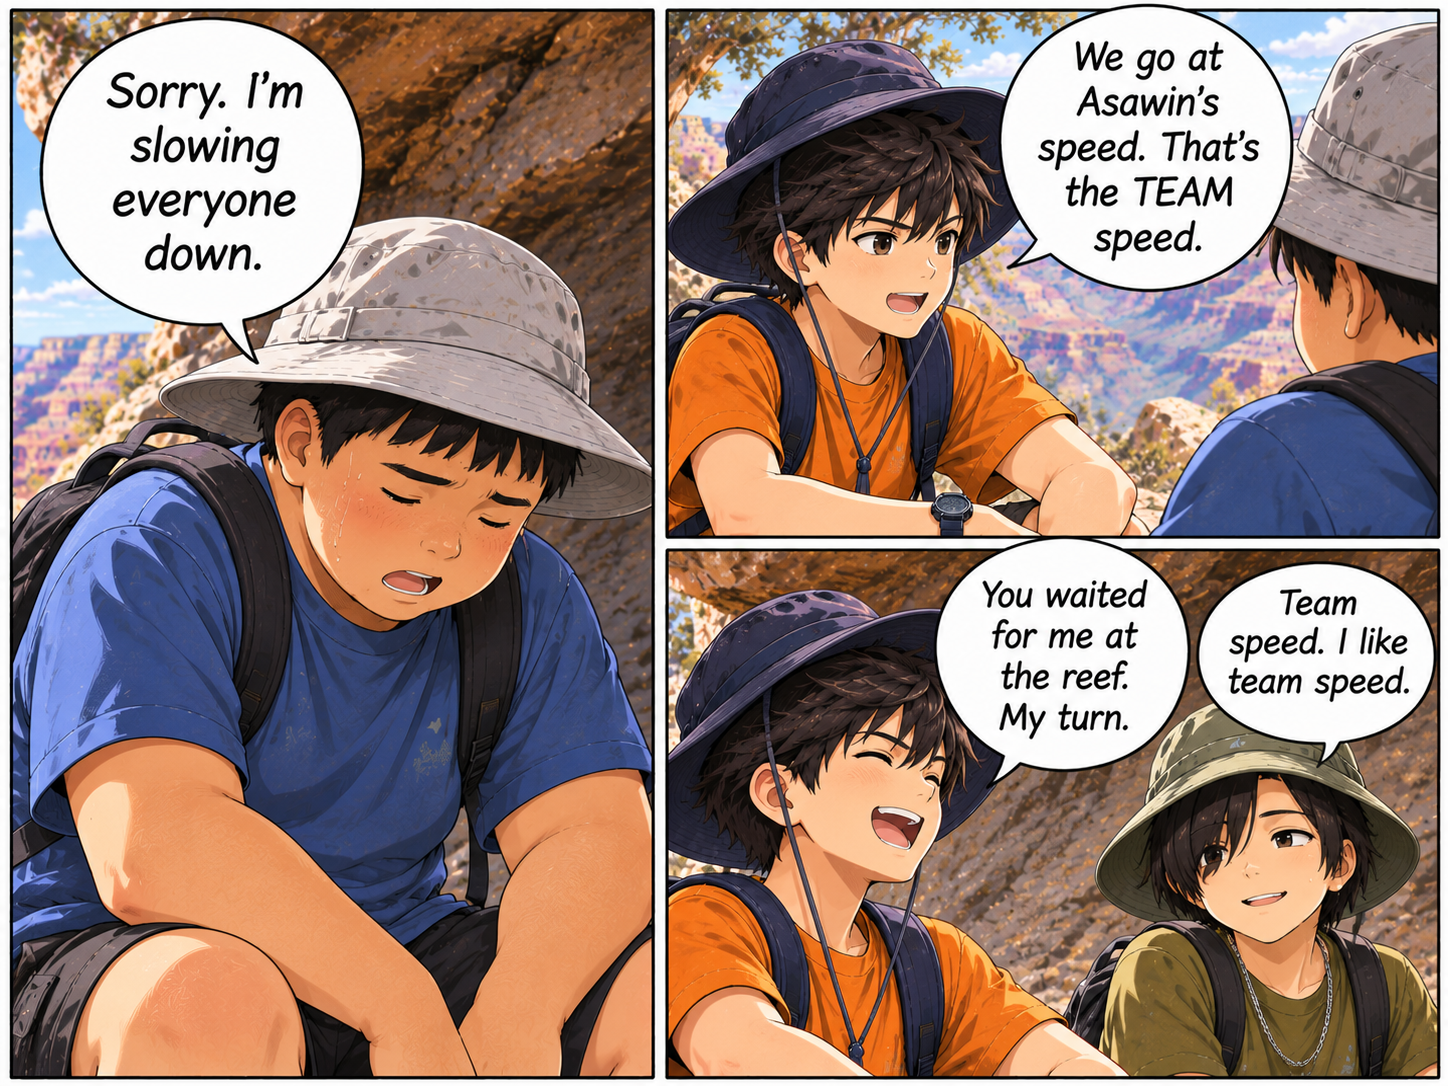 Sorry. I'm
slowing
everyone
down.
We go at
Asawin's
speed. That's
the TEAM
speed.
You waited
for me at
the reef.
My turn.
Team
speed. I like
team speed.